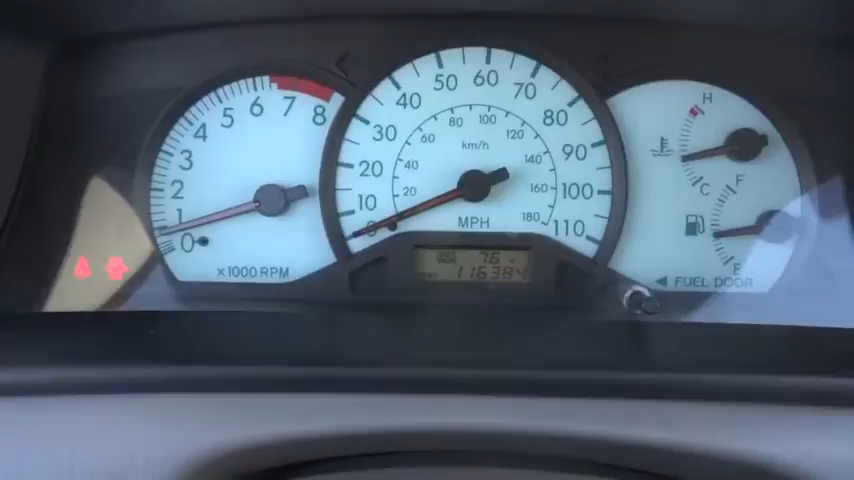 0 1 2 3 4 5 6 7 8
×1000 RPM
0 10 20 30 40 50 60 70 80 90 100 110
20 40 60 80 100 120 140 160 180
km/h
MPH
76
116384
H
C
F
E
◀ FUEL DOOR